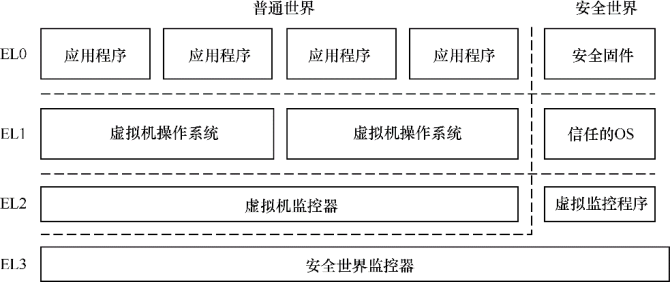 普通世界 安全世界
EL0 应用程序 应用程序 应用程序 应用程序 安全固件
EL1 虚拟机操作系统 虚拟机操作系统 信任的OS
EL2 虚拟机监控器 虚拟监控程序
EL3 安全世界监控器